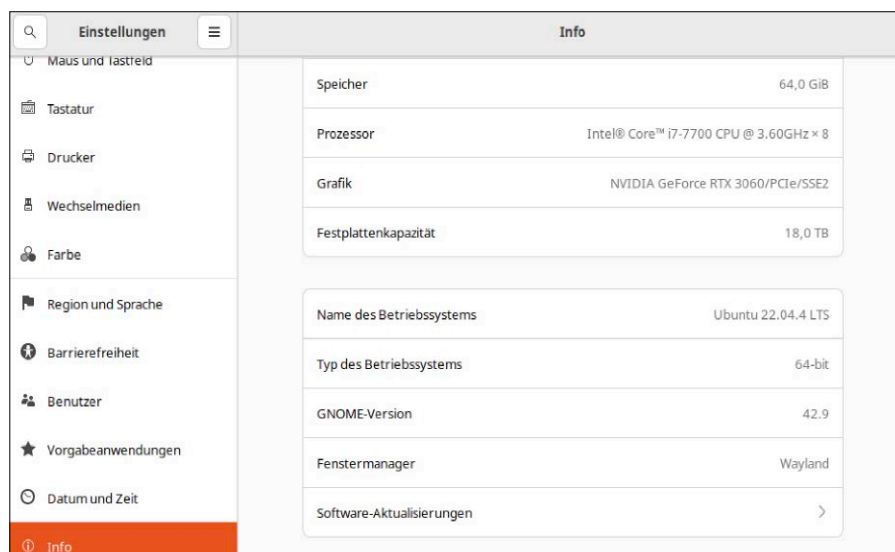 Einstellungen
Info
Maus und Tastfeld
Tastatur
Drucker
Wechselmedien
Farbe
Region und Sprache
Barrierefreiheit
Benutzer
Vorgabeanwendungen
Datum und Zeit
Info
Speicher 64,0 GiB
Prozessor Intel® Core™ i7-7700 CPU @ 3.60GHz × 8
Grafik NVIDIA GeForce RTX 3060/PCIe/SSE2
Festplattenkapazität 18,0 TB
Name des Betriebssystems Ubuntu 22.04.4 LTS
Typ des Betriebssystems 64-bit
GNOME-Version 42.9
Fenstermanager Wayland
Software-Aktualisierungen